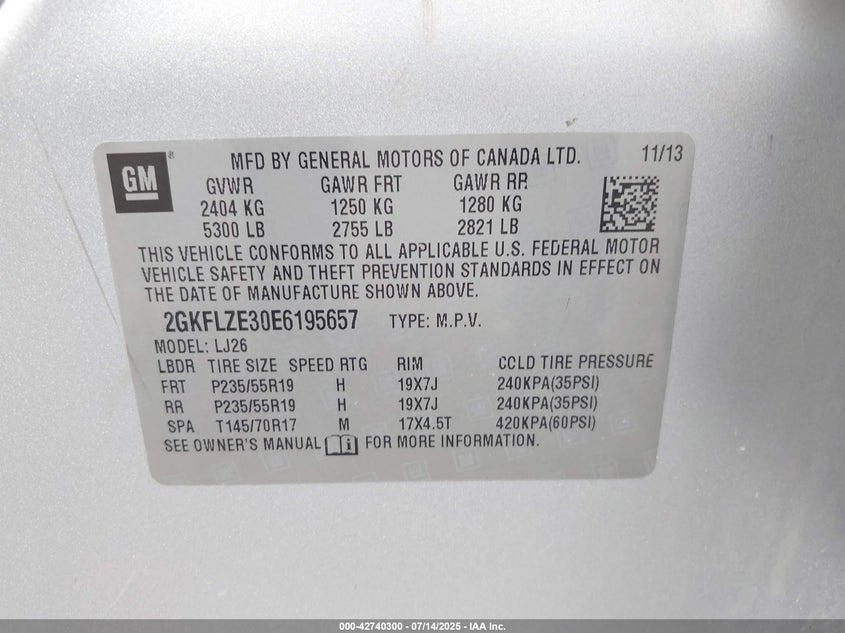 GM ® MFD BY GENERAL MOTORS OF CANADA LTD. 11/13
GVWR GAWR FRT GAWR RR
2404 KG 1250 KG 1280 KG
5300 LB 2755 LB 2821 LB
THIS VEHICLE CONFORMS TO ALL APPLICABLE U.S. FEDERAL MOTOR
VEHICLE SAFETY AND THEFT PREVENTION STANDARDS IN EFFECT ON
THE DATE OF MANUFACTURE SHOWN ABOVE.
2GKFLZE30E6195657 TYPE: M.P.V.
MODEL: LJ26
LBDR TIRE SIZE SPEED RTG RIM COLD TIRE PRESSURE
FRT P235/55R19 H 19X7J 240KPA(35PSI)
RR P235/55R19 H 19X7J 240KPA(35PSI)
SPA T145/70R17 M 17X4.5T 420KPA(60PSI)
SEE OWNER'S MANUAL FOR MORE INFORMATION.
000-42740300 - 07/14/2025 - IAA Inc.